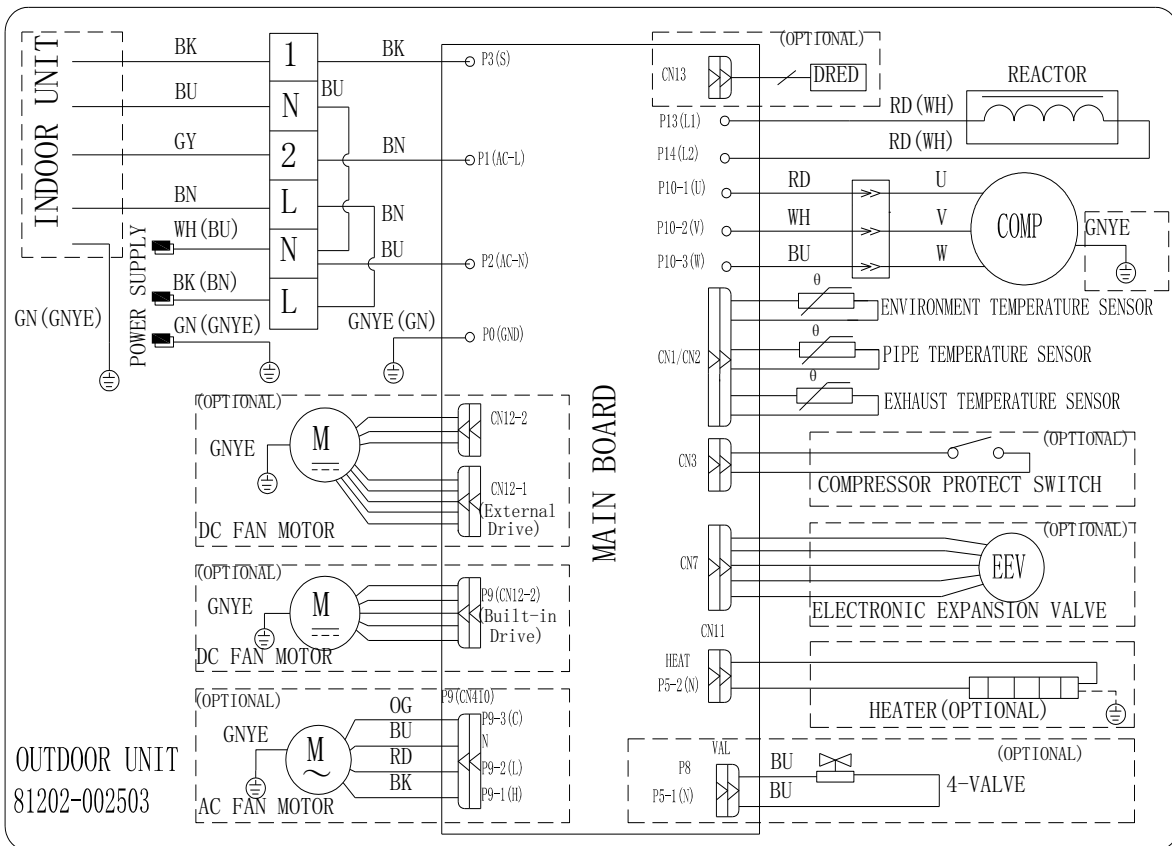 INDOOR UNIT
BK
BU
GY
BN
GN(GNYE)
POWER SUPPLY
WH(BU)
BK(BN)
GN(GNYE)
1
N
2
L
N
L
BK
BU
BN
BN
BU
GNYE(GN)
P3(S)
P1(AC-L)
P2(AC-N)
P0(GND)
MAIN BOARD
(OPTIONAL)
CN13
DRED
REACTOR
P13(L1)
RD(WH)
P14(L2)
RD(WH)
P10-1(U)
RD
U
P10-2(V)
WH
V
P10-3(W)
BU
W
COMP
GNYE
CN1/CN2
θ
ENVIRONMENT TEMPERATURE SENSOR
θ
PIPE TEMPERATURE SENSOR
θ
EXHAUST TEMPERATURE SENSOR
CN3
(OPTIONAL)
COMPRESSOR PROTECT SWITCH
CN7
(OPTIONAL)
EEV
ELECTRONIC EXPANSION VALVE
CN11
HEAT
P5-2(N)
HEATER(OPTIONAL)
(OPTIONAL)
VAL
P8
P5-1(N)
BU
BU
4-VALVE
(OPTIONAL)
GNYE
M
CN12-2
CN12-1
(External
Drive)
DC FAN MOTOR
(OPTIONAL)
GNYE
M
P9(CN12-2)
(Built-in
Drive)
DC FAN MOTOR
(OPTIONAL)
GNYE
M
~
OG
BU
RD
BK
P9(CN410)
P9-3(C)
N
P9-2(L)
P9-1(H)
AC FAN MOTOR
OUTDOOR UNIT
81202-002503